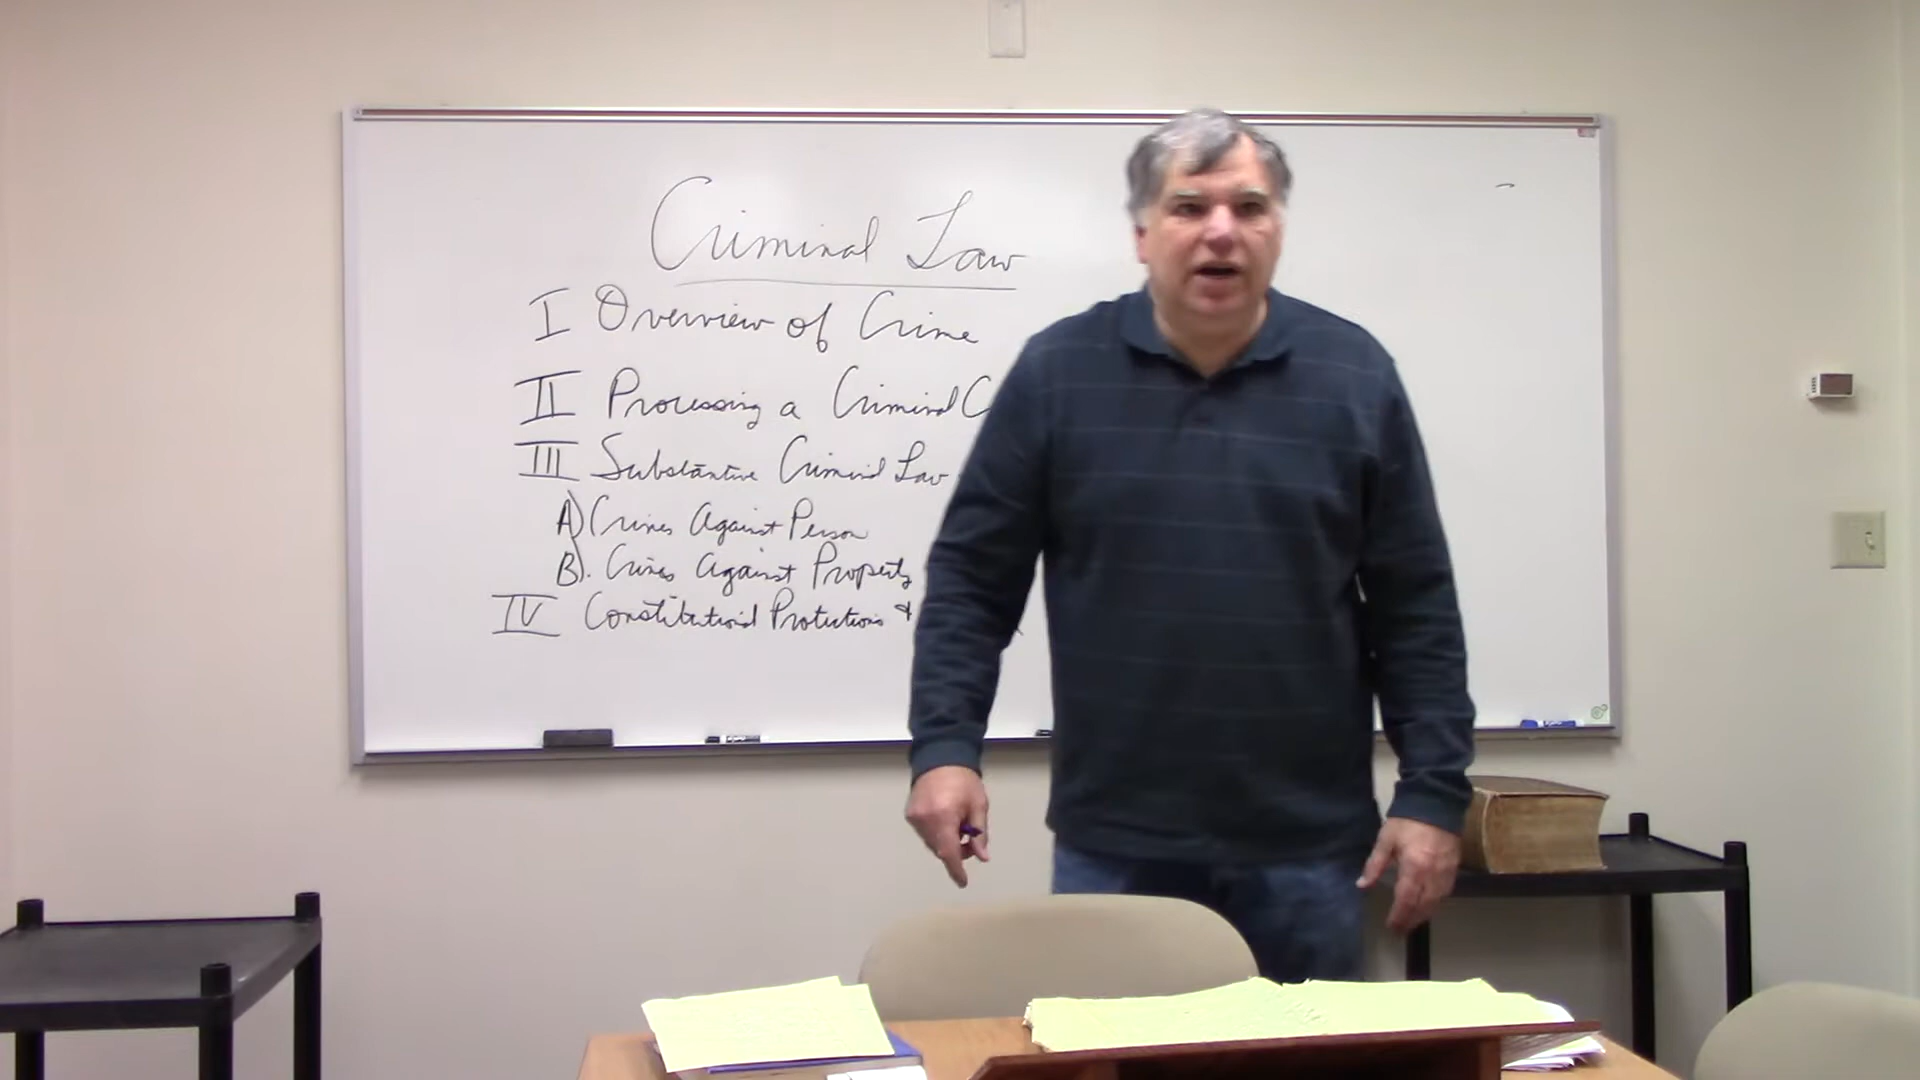 Criminal Law
I Overview of Crime
II Processing a Criminal C
III Substantive Criminal Law
A) Crimes Against Person
B). Crimes Against Property
IV Constitutional Protections &